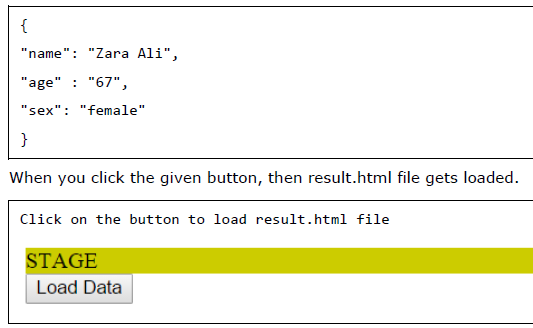 {
"name": "Zara Ali",
"age" : "67",
"sex": "female"
}
When you click the given button, then result.html file gets loaded.
Click on the button to load result.html file
STAGE
Load Data